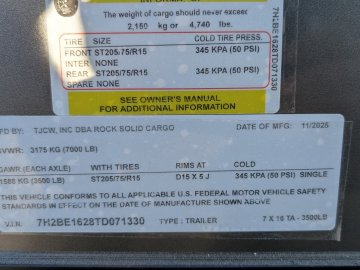 The weight of cargo should never exceed
2,150 kg. or 4,740 lbs.
TIRE SIZE COLD TIRE PRESS.
FRONT ST205/75/R15 345 KPA (50 PSI)
INTER NONE
REAR ST205/75/R15 345 KPA (50 PSI)
SPARE NONE
SEE OWNER'S MANUAL
FOR ADDITIONAL INFORMATION
7H2BE1628TD071330
MFD BY: TJCW, INC DBA ROCK SOLID CARGO DATE OF MFG: 11/2025
GVWR: 3175 KG (7000 LB)
GAWR (EACH AXLE) WITH TIRES RIMS AT COLD
1588 KG (3500 LB) ST205/75/R15 D15 X 5 J 345 KPA (50 PSI) SINGLE
THIS VEHICLE CONFORMS TO ALL APPLICABLE U.S. FEDERAL MOTOR VEHICLE SAFETY
STANDARDS IN EFFECT ON THE DATE OF MANUFACTURE SHOWN ABOVE
V.I.N. 7H2BE1628TD071330 TYPE: TRAILER 7 X 16 TA - 3500LB